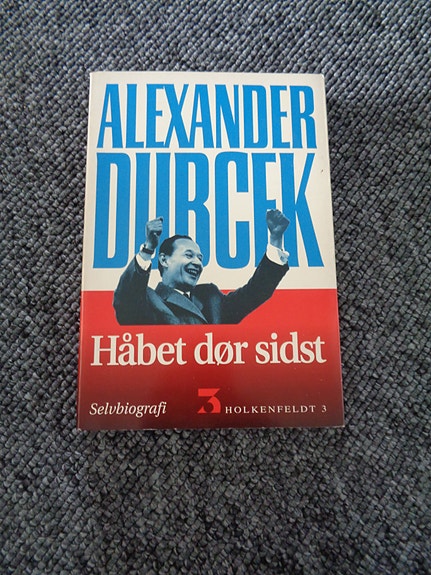 ALEXANDER
DUBCEK
Håbet dør sidst
Selvbiografi
3 HOLKENFELDT 3